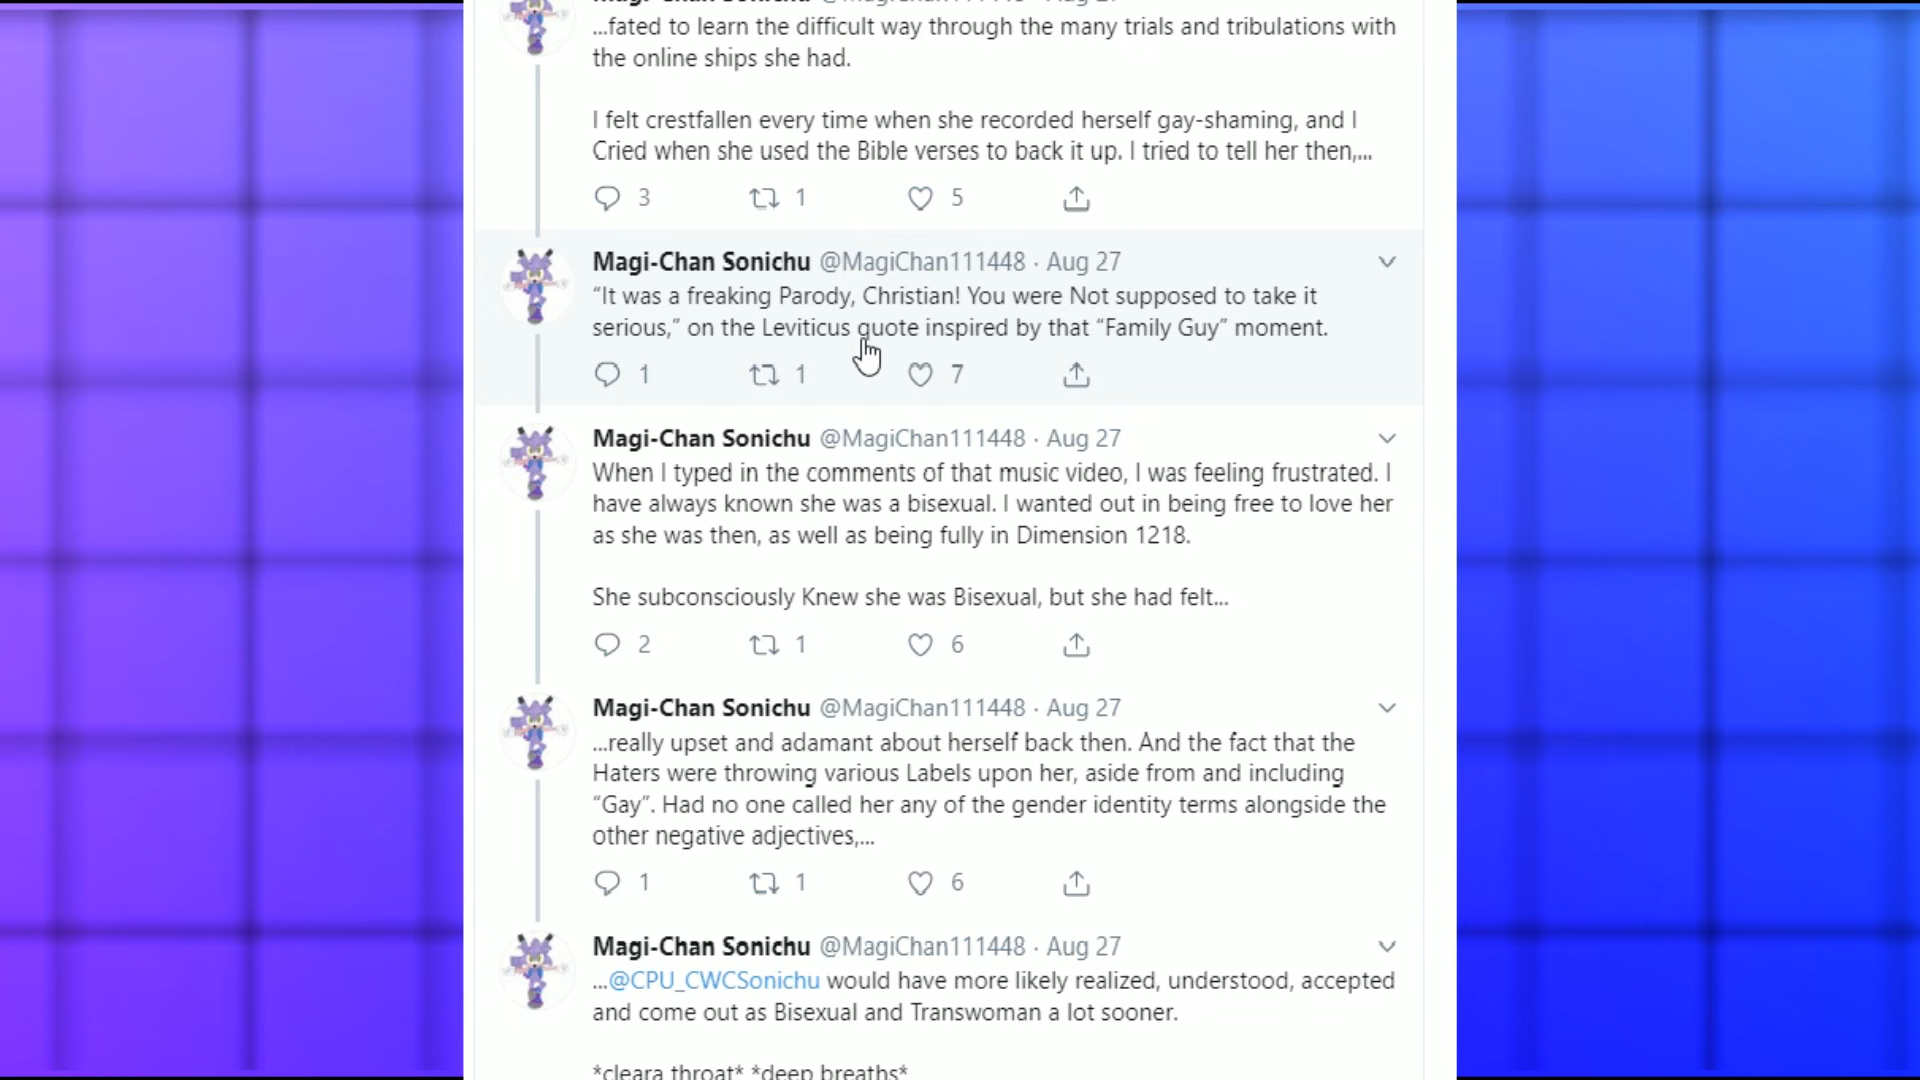 Magi-Chan Sonichu @MagiChan111448 · Aug 27
...fated to learn the difficult way through the many trials and tribulations with
the online ships she had.
I felt crestfallen every time when she recorded herself gay-shaming, and I
Cried when she used the Bible verses to back it up. I tried to tell her then,...
3 1 5
Magi-Chan Sonichu @MagiChan111448 · Aug 27
“It was a freaking Parody, Christian! You were Not supposed to take it
serious,” on the Leviticus quote inspired by that “Family Guy” moment.
1 1 7
Magi-Chan Sonichu @MagiChan111448 · Aug 27
When I typed in the comments of that music video, I was feeling frustrated. I
have always known she was a bisexual. I wanted out in being free to love her
as she was then, as well as being fully in Dimension 1218.
She subconsciously Knew she was Bisexual, but she had felt...
2 1 6
Magi-Chan Sonichu @MagiChan111448 · Aug 27
...really upset and adamant about herself back then. And the fact that the
Haters were throwing various Labels upon her, aside from and including
“Gay”. Had no one called her any of the gender identity terms alongside the
other negative adjectives,...
1 1 6
Magi-Chan Sonichu @MagiChan111448 · Aug 27
...@CPU_CWCSonichu would have more likely realized, understood, accepted
and come out as Bisexual and Transwoman a lot sooner.
*cleara throat* *deep breaths*